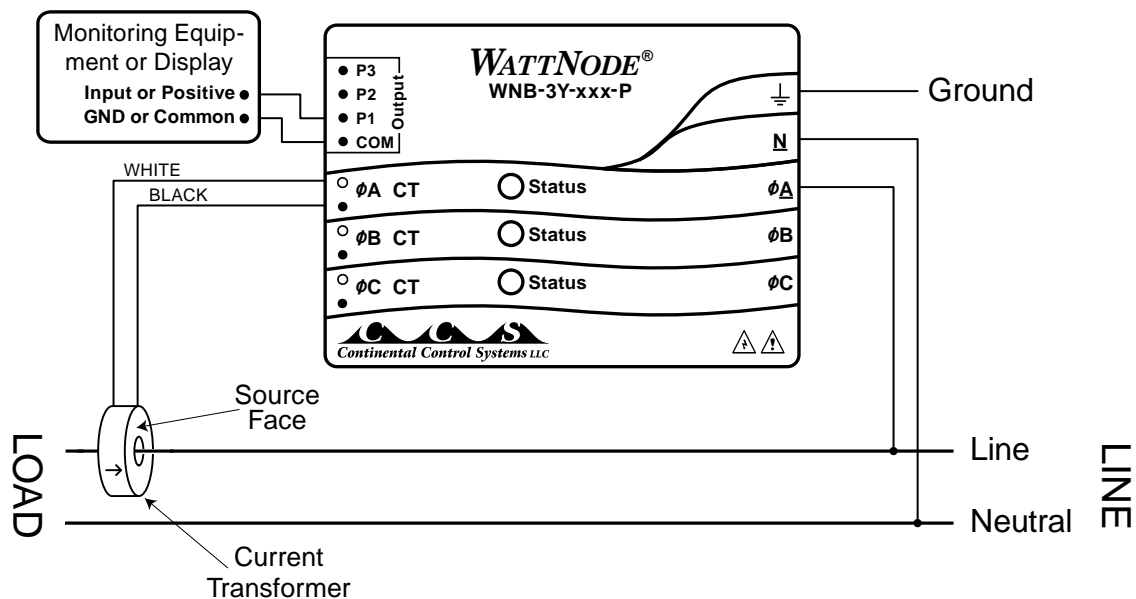 Monitoring Equip-
ment or Display
Input or Positive
GND or Common
P3
P2
P1
COM
Output
WATTNODE®
WNB-3Y-xxx-P
Ground
N
WHITE
BLACK
ϕA CT
Status
ϕA
ϕB CT
Status
ϕB
ϕC CT
Status
ϕC
CCS
Continental Control Systems LLC
Source
Face
LOAD
Line
LINE
Neutral
Current
Transformer